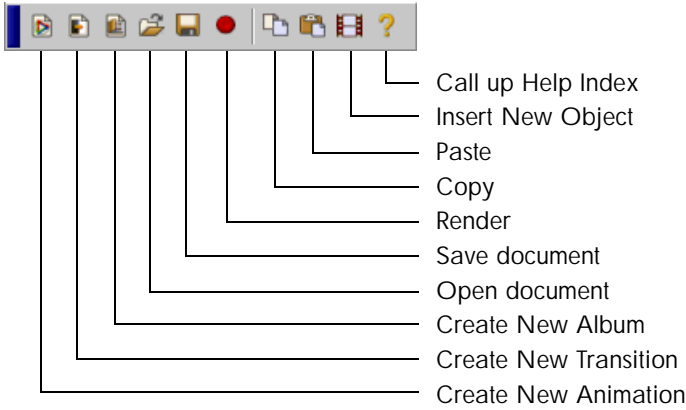 Call up Help Index
Insert New Object
Paste
Copy
Render
Save document
Open document
Create New Album
Create New Transition
Create New Animation